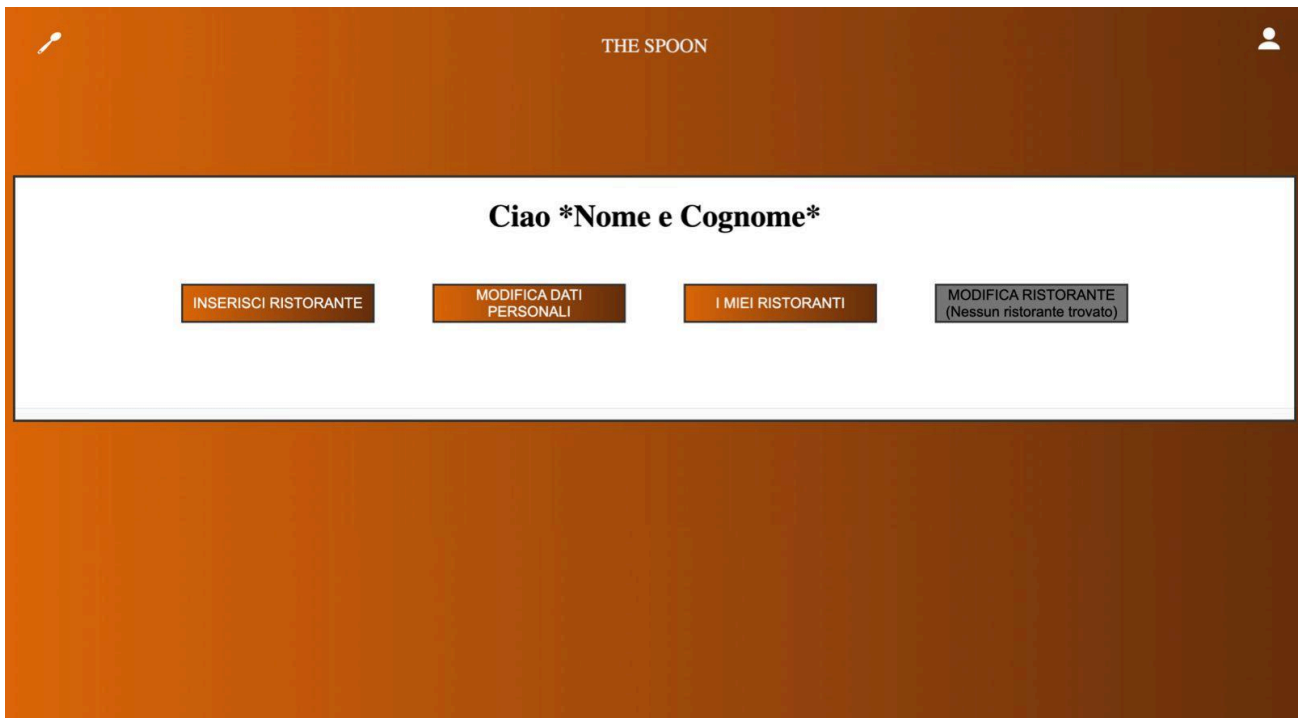 THE SPOON
Ciao *Nome e Cognome*
INSERISCI RISTORANTE
MODIFICA DATI
PERSONALI
I MIEI RISTORANTI
MODIFICA RISTORANTE
(Nessun ristorante trovato)